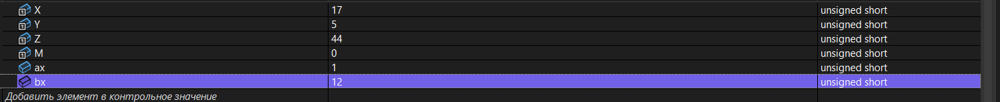 X 17 unsigned short
Y 5 unsigned short
Z 44 unsigned short
M 0 unsigned short
ax 1 unsigned short
bx 12 unsigned short
Добавить элемент в контрольное значение